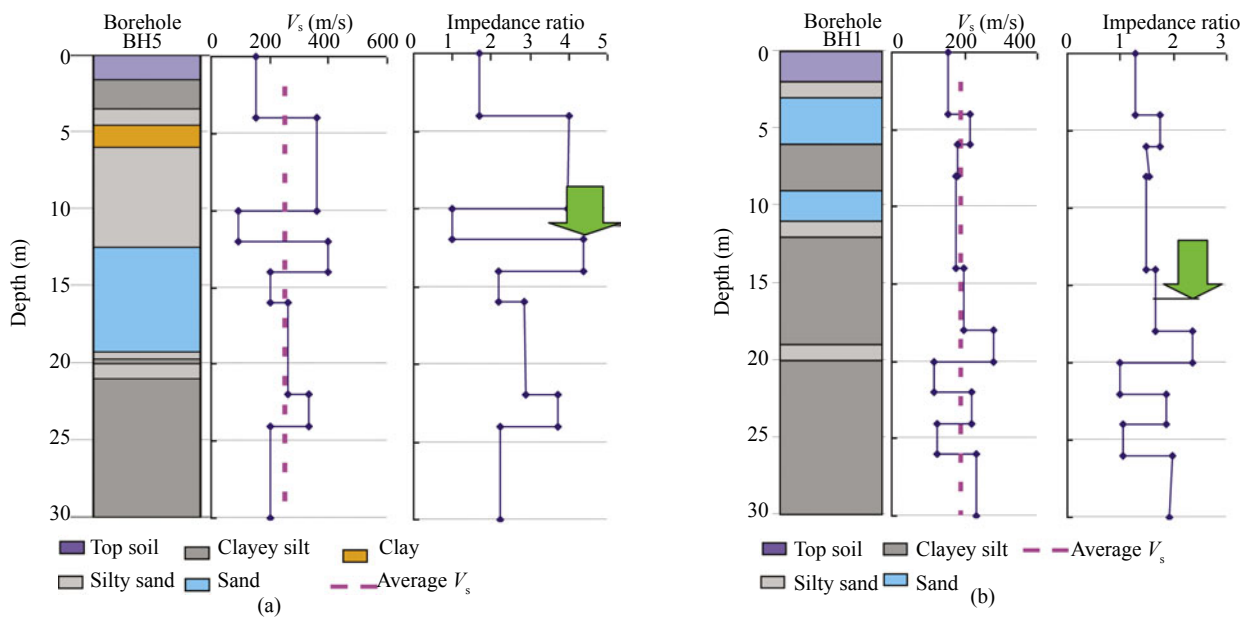 Borehole
BH5
Vs (m/s)
Impedance ratio
0 200 400 600
0 1 2 3 4 5
Depth (m)
0
5
10
15
20
25
30
Top soil
Clayey silt
Clay
Silty sand
Sand
Average Vs
(a)
Borehole
BH1
Vs (m/s)
Impedance ratio
0 200 400
0 1 2 3
Depth (m)
0
5
10
15
20
25
30
Top soil
Clayey silt
Average Vs
Silty sand
Sand
(b)